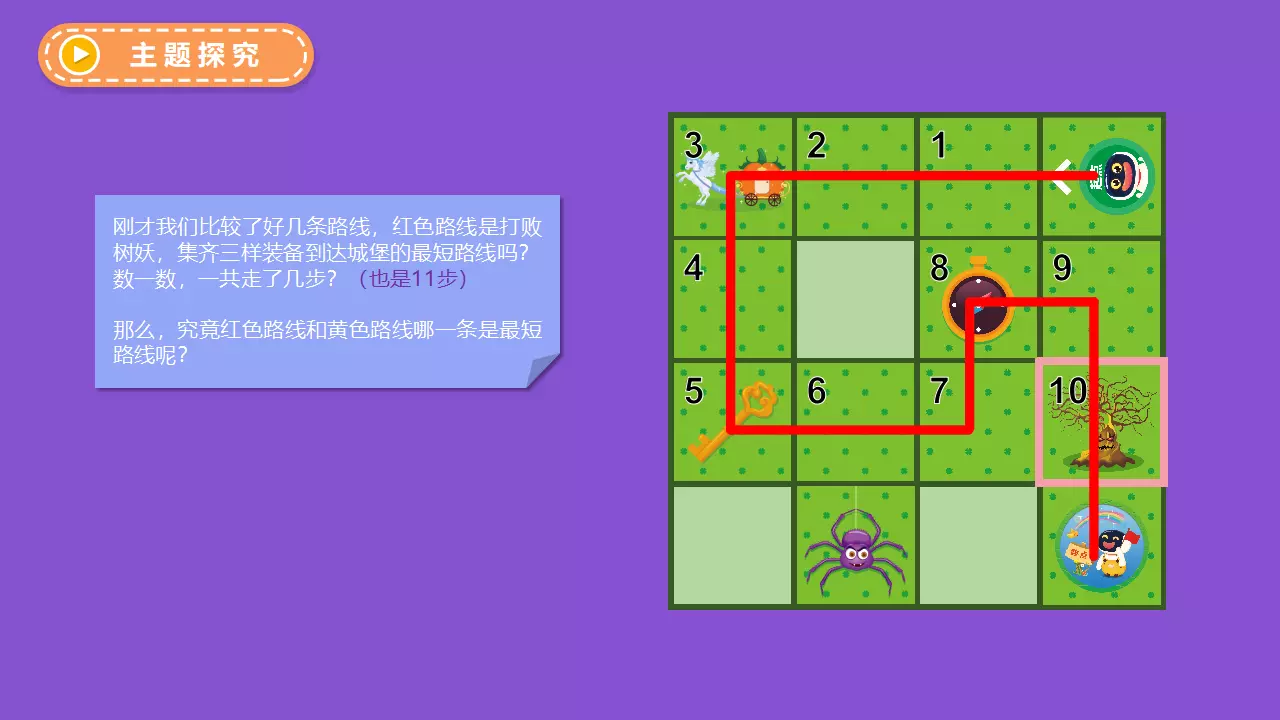 主题探究
刚才我们比较了好几条路线，红色路线是打败
树妖，集齐三样装备到达城堡的最短路线吗？
数一数，一共走了几步？（也是11步）
那么，究竟红色路线和黄色路线哪一条是最短
路线呢？
3 2 1 起点
4 8 9
5 6 7 10
终点